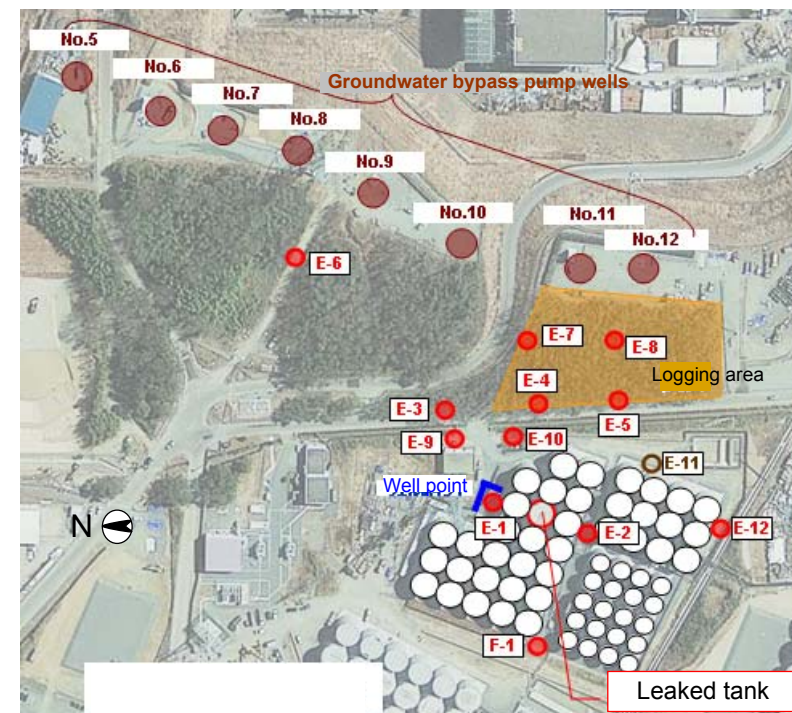 No.5
Groundwater bypass pump wells
No.6
No.7
No.8
No.9
No.10
No.11
No.12
E-6
E-7
E-8
Logging area
E-4
E-3
E-5
E-9
E-10
E-11
Well point
N
E-1
E-2
E-12
F-1
Leaked tank